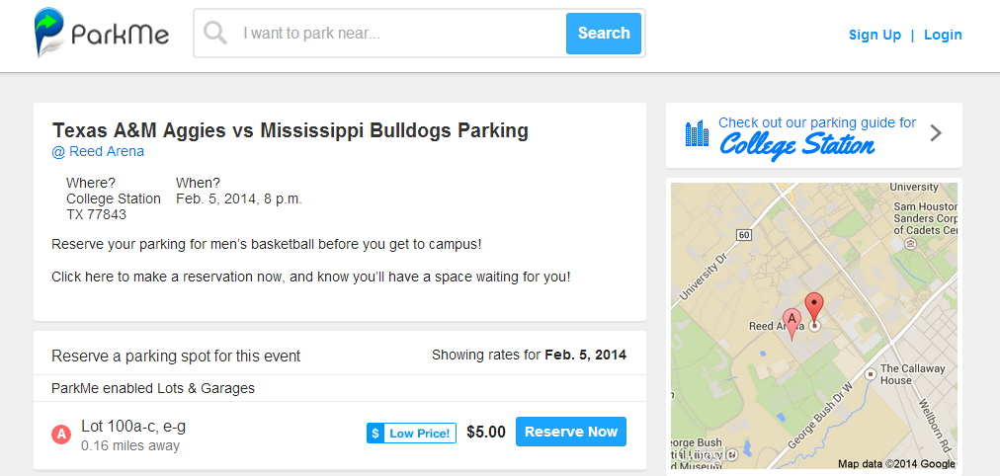 ParkMe
I want to park near...
Search
Sign Up | Login
Texas A&M Aggies vs Mississippi Bulldogs Parking
@ Reed Arena
Where?
College Station
TX 77843
When?
Feb. 5, 2014, 8 p.m.
Reserve your parking for men's basketball before you get to campus!
Click here to make a reservation now, and know you'll have a space waiting for you!
Reserve a parking spot for this event
Showing rates for Feb. 5, 2014
ParkMe enabled Lots & Garages
A
Lot 100a-c, e-g
0.16 miles away
$ Low Price!
$5.00
Reserve Now
Check out our parking guide for
College Station
University
Sam Houston
Sanders Corp
of Cadets Cen
60
University Dr
A
Reed Arena
The Callaway
House
George Bush Dr W
Wellborn Rd
George Bush
Museum
Map data ©2014 Google